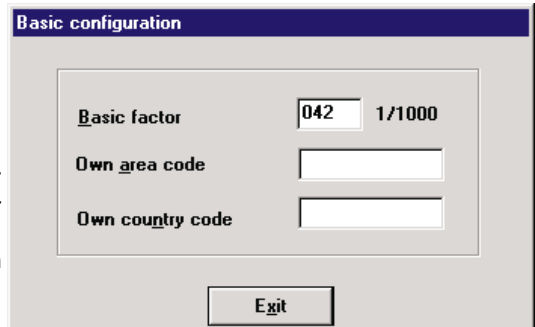 Basic configuration
Basic factor 042 1/1000
Own area code
Own country code
Exit